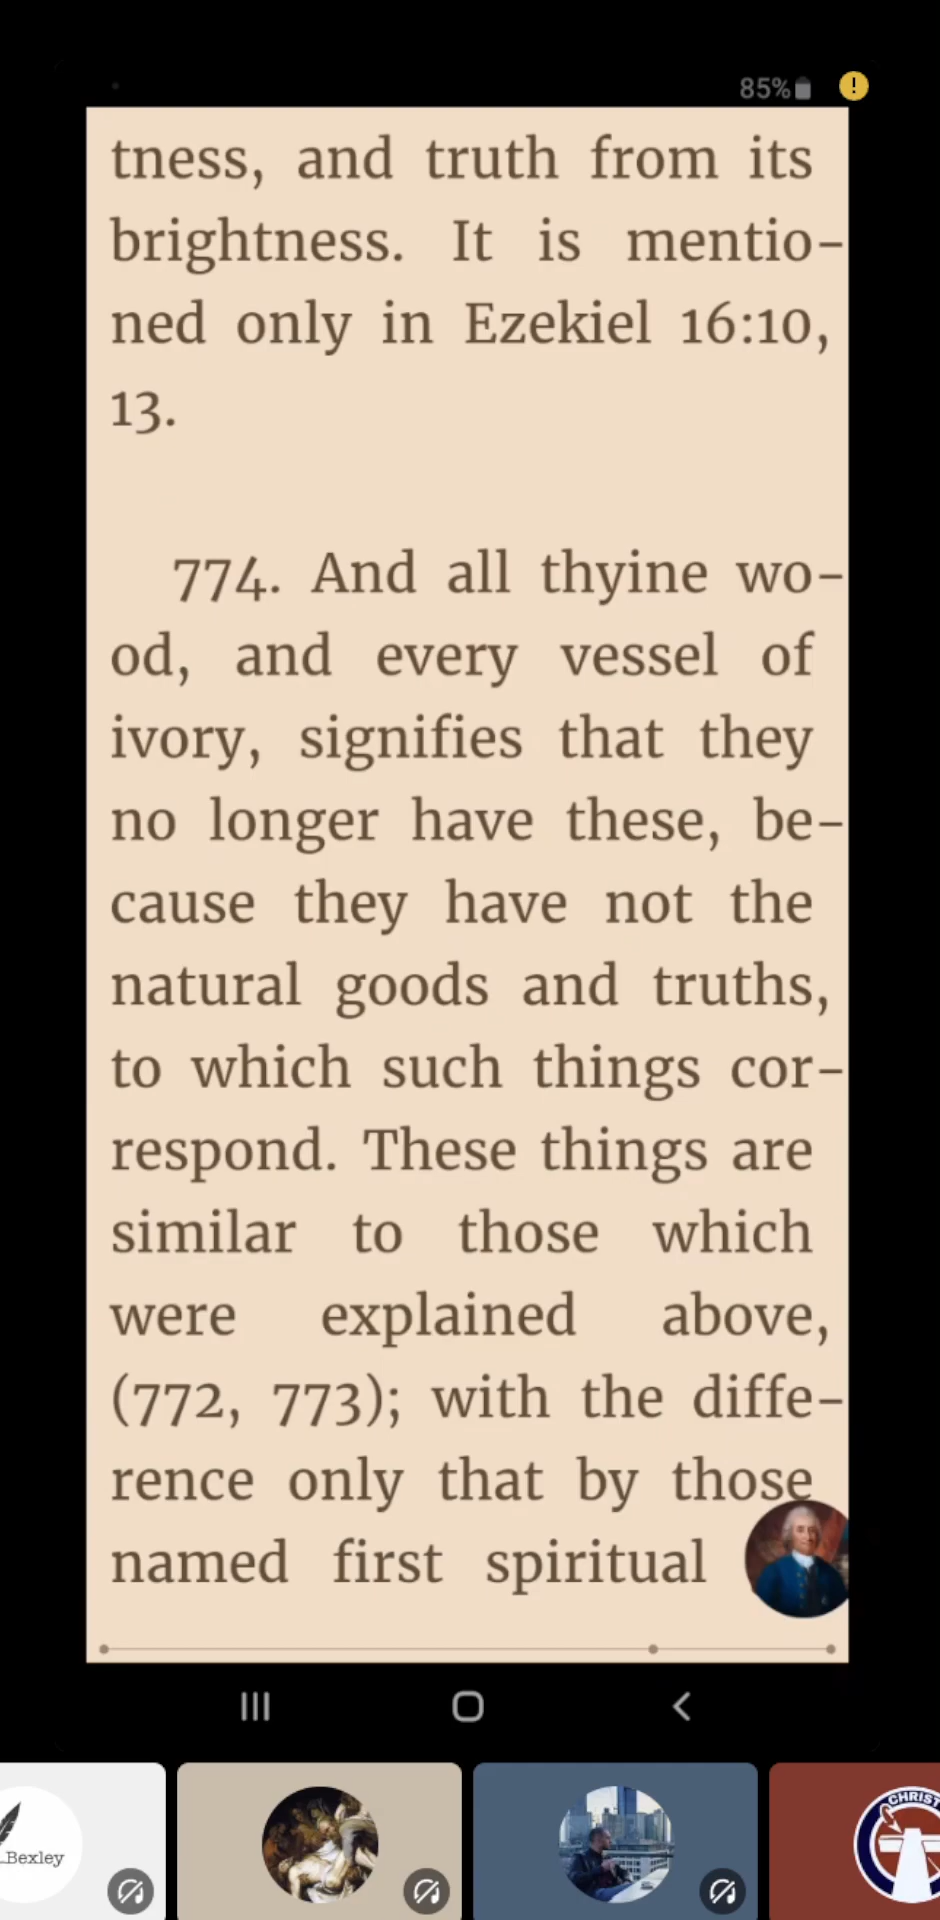 85%
!
tness, and truth from its
brightness. It is mentio-
ned only in Ezekiel 16:10,
13.
774. And all thyine wo-
od, and every vessel of
ivory, signifies that they
no longer have these, be-
cause they have not the
natural goods and truths,
to which such things cor-
respond. These things are
similar to those which
were explained above,
(772, 773); with the diffe-
rence only that by those
named first spiritual
.Bexley
CHRIST